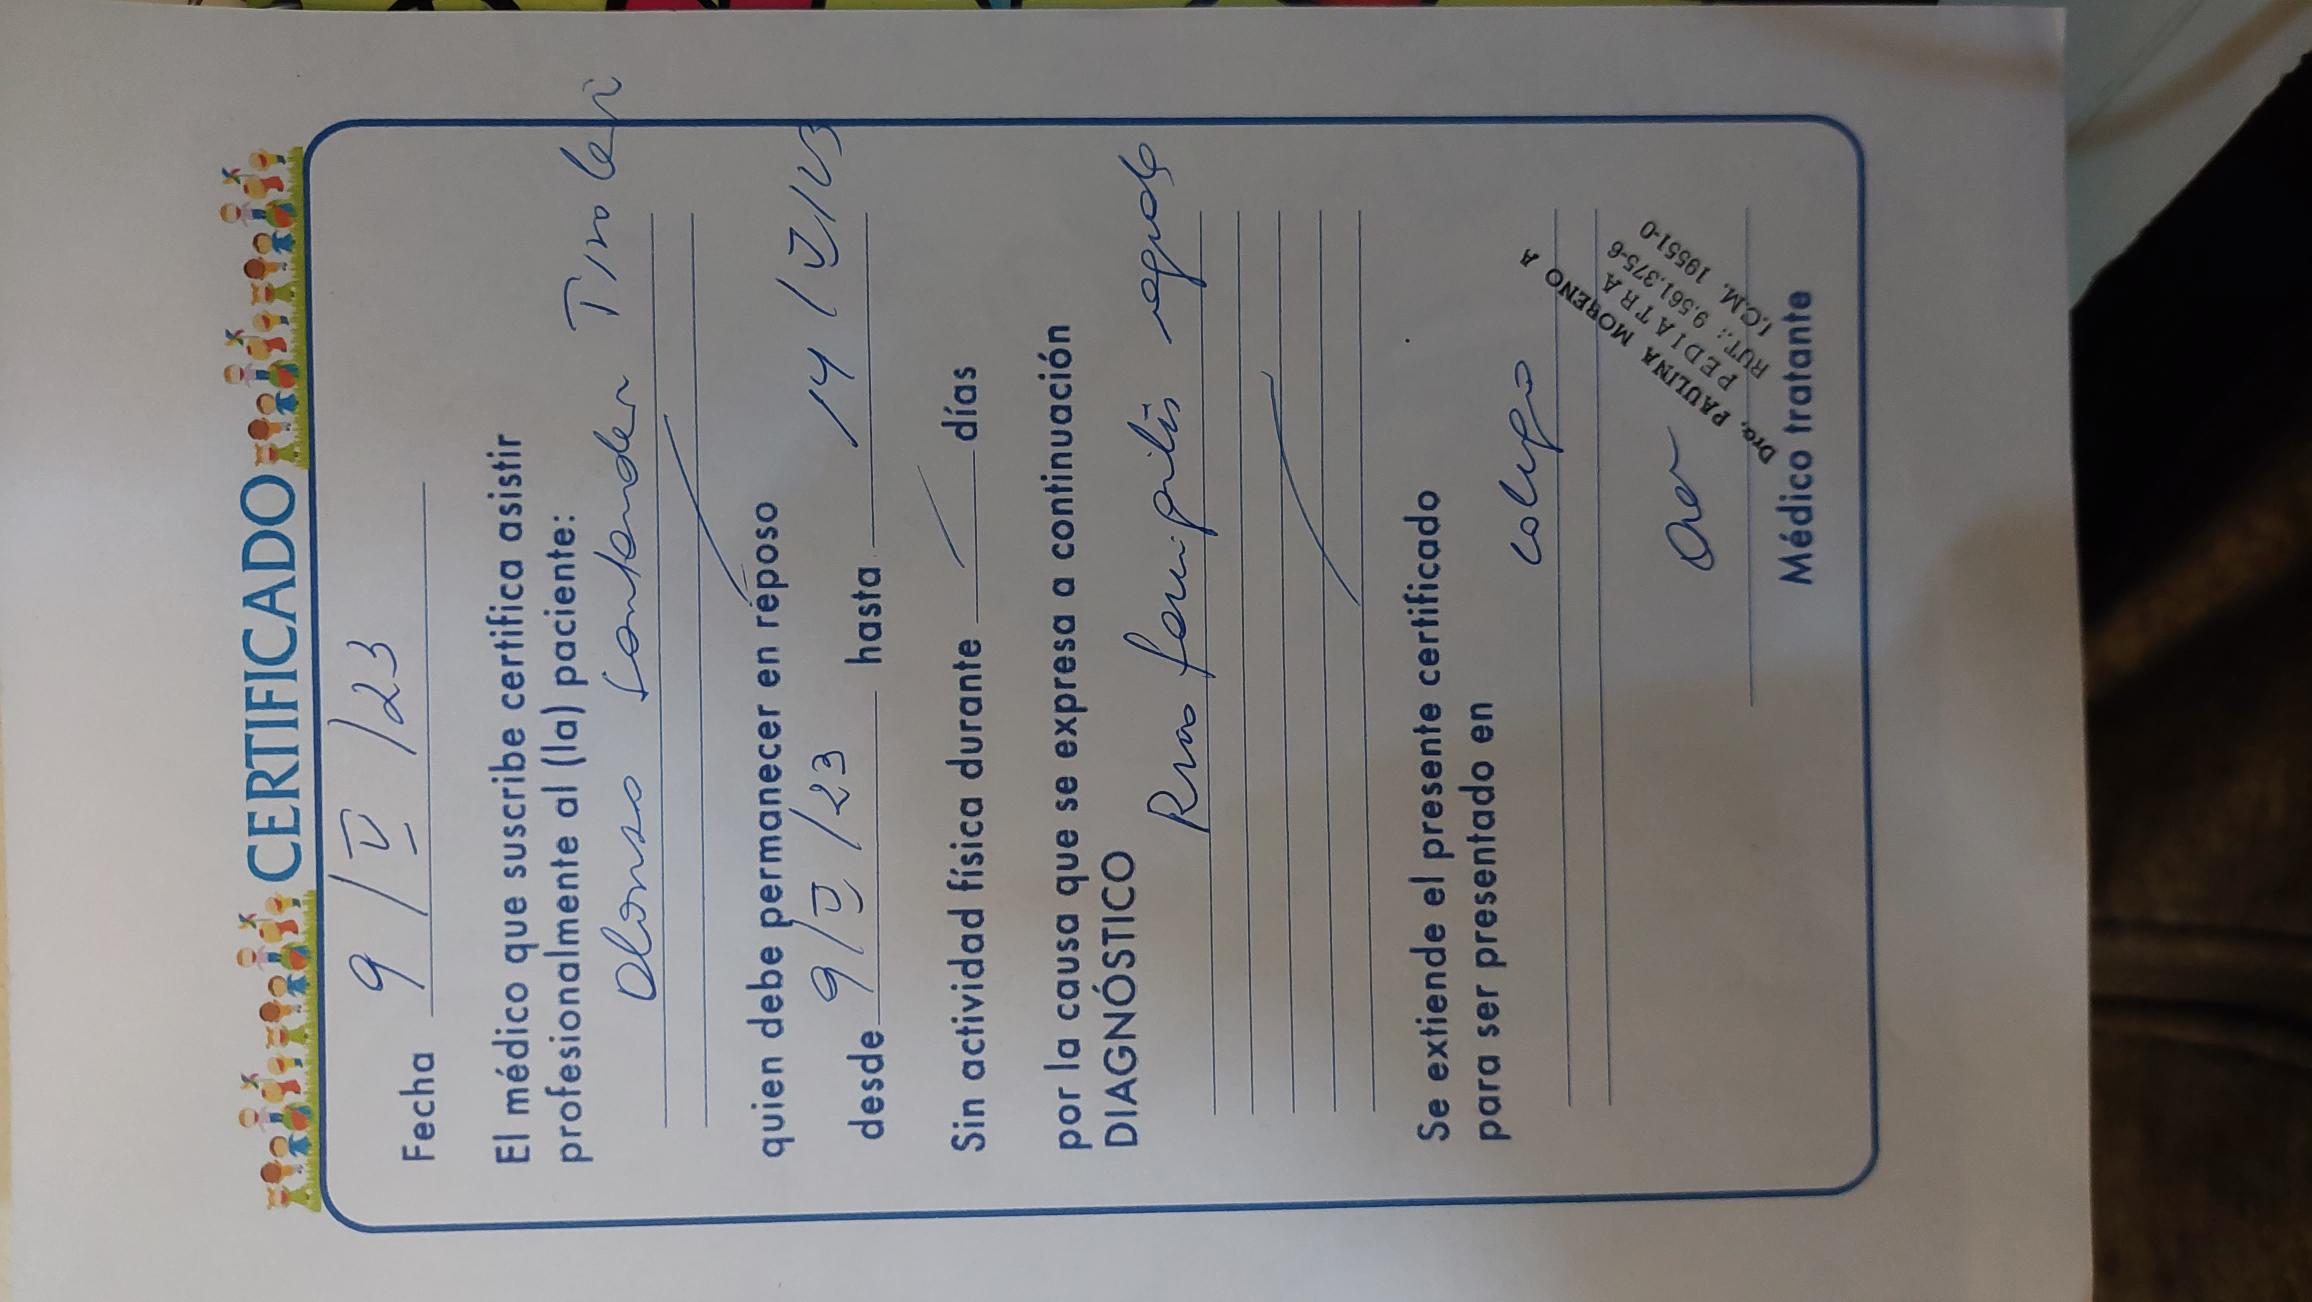 CERTIFICADO
Fecha 9/V/23
El médico que suscribe certifica asistir
profesionalmente al (la) paciente:
Alonso Santander
quien debe permanecer en reposo
desde 9/V/23 hasta 14/V/23
Sin actividad física durante días
por la causa que se expresa a continuación
DIAGNÓSTICO
Rino faringitis aguda
Se extiende el presente certificado
para ser presentado en
colegio
Dra. PAULINA MORENO A
PEDIATRA
RUT.: 9.561.375-6
I.C.M. 19551-0
Médico tratante